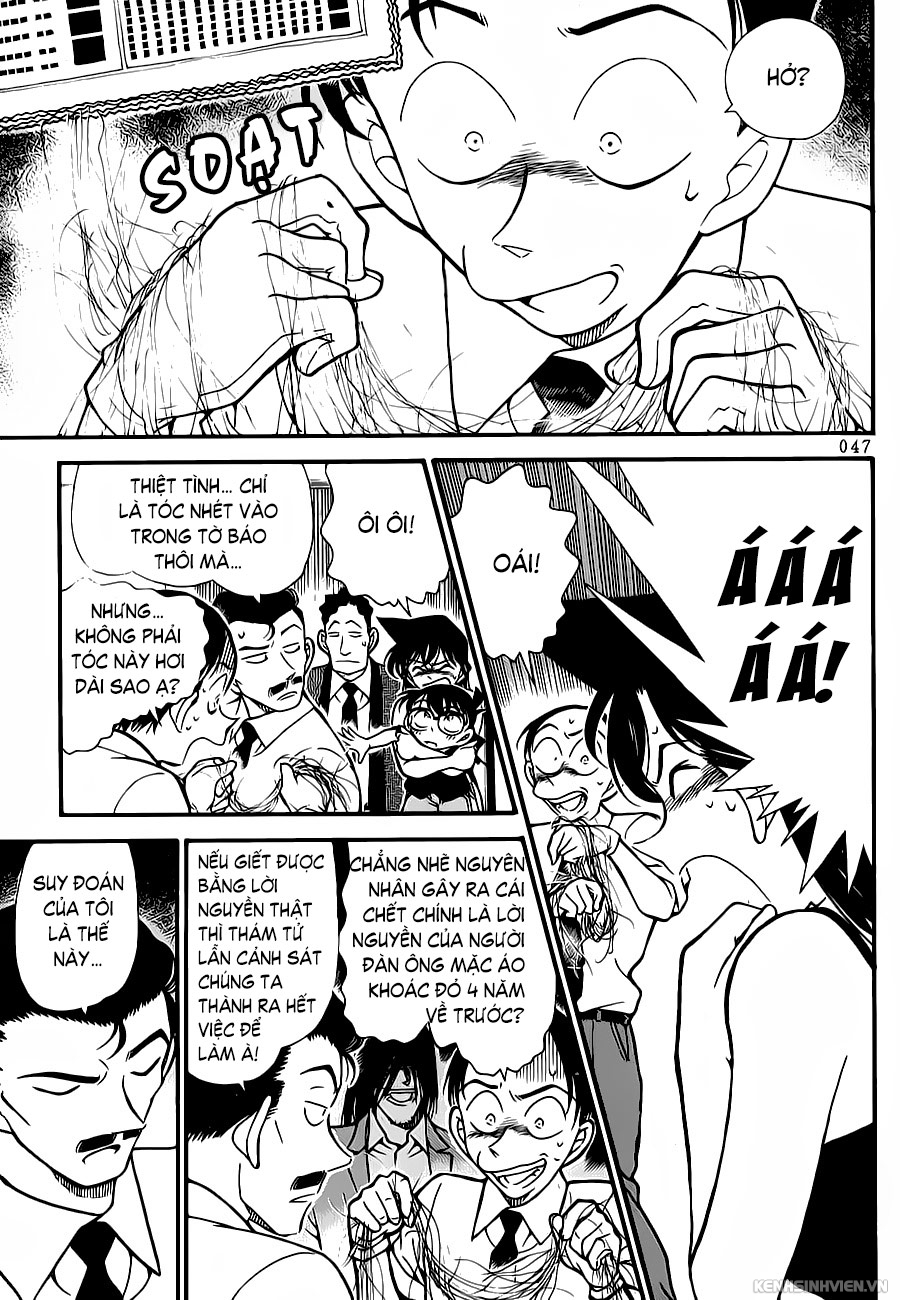 HỞ?
SOẠT
047
ÁÁÁ
ÁÁ!
OÁI!
ÔI ÔI!
THIỆT TÌNH... CHỈ
LÀ TÓC NHÉT VÀO
TRONG TỜ BÁO
THÔI MÀ...
NHƯNG...
KHÔNG PHẢI
TÓC NÀY HƠI
DÀI SAO Ạ?
CHẲNG NHẼ NGUYÊN
NHÂN GÂY RA CÁI
CHẾT CHÍNH LÀ LỜI
NGUYỀN CỦA NGƯỜI
ĐÀN ÔNG MẶC ÁO
KHOÁC ĐỎ 4 NĂM
VỀ TRƯỚC?
NẾU GIẾT ĐƯỢC
BẰNG LỜI
NGUYỀN THẬT
THÌ THÁM TỬ
LẪN CẢNH SÁT
CHÚNG TA
THÀNH RA HẾT
VIỆC ĐỂ
LÀM À!
SUY ĐOÁN
CỦA TÔI
LÀ THẾ
NÀY...
KENHSINHVIEN.VN